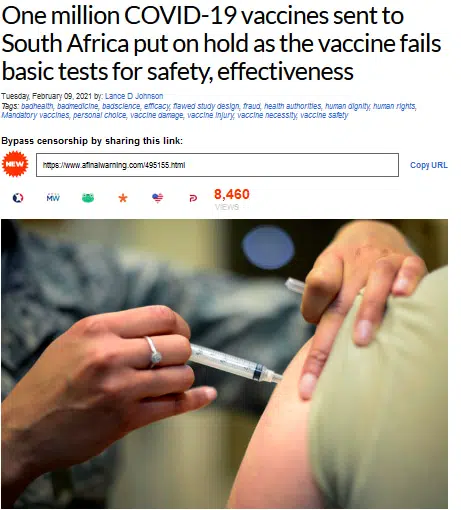 One million COVID-19 vaccines sent to
South Africa put on hold as the vaccine fails
basic tests for safety, effectiveness
Tuesday, February 09, 2021 by: Lance D Johnson
Tags: badhealth, badmedicine, badscience, efficacy, flawed study design, fraud, health authorities, human dignity, human rights,
Mandatory vaccines, personal choice, vaccine damage, vaccine injury, vaccine necessity, vaccine safety
Bypass censorship by sharing this link:
NEW https://www.afinalwarning.com/495155.html Copy URL
MW 8,460
VIEWS